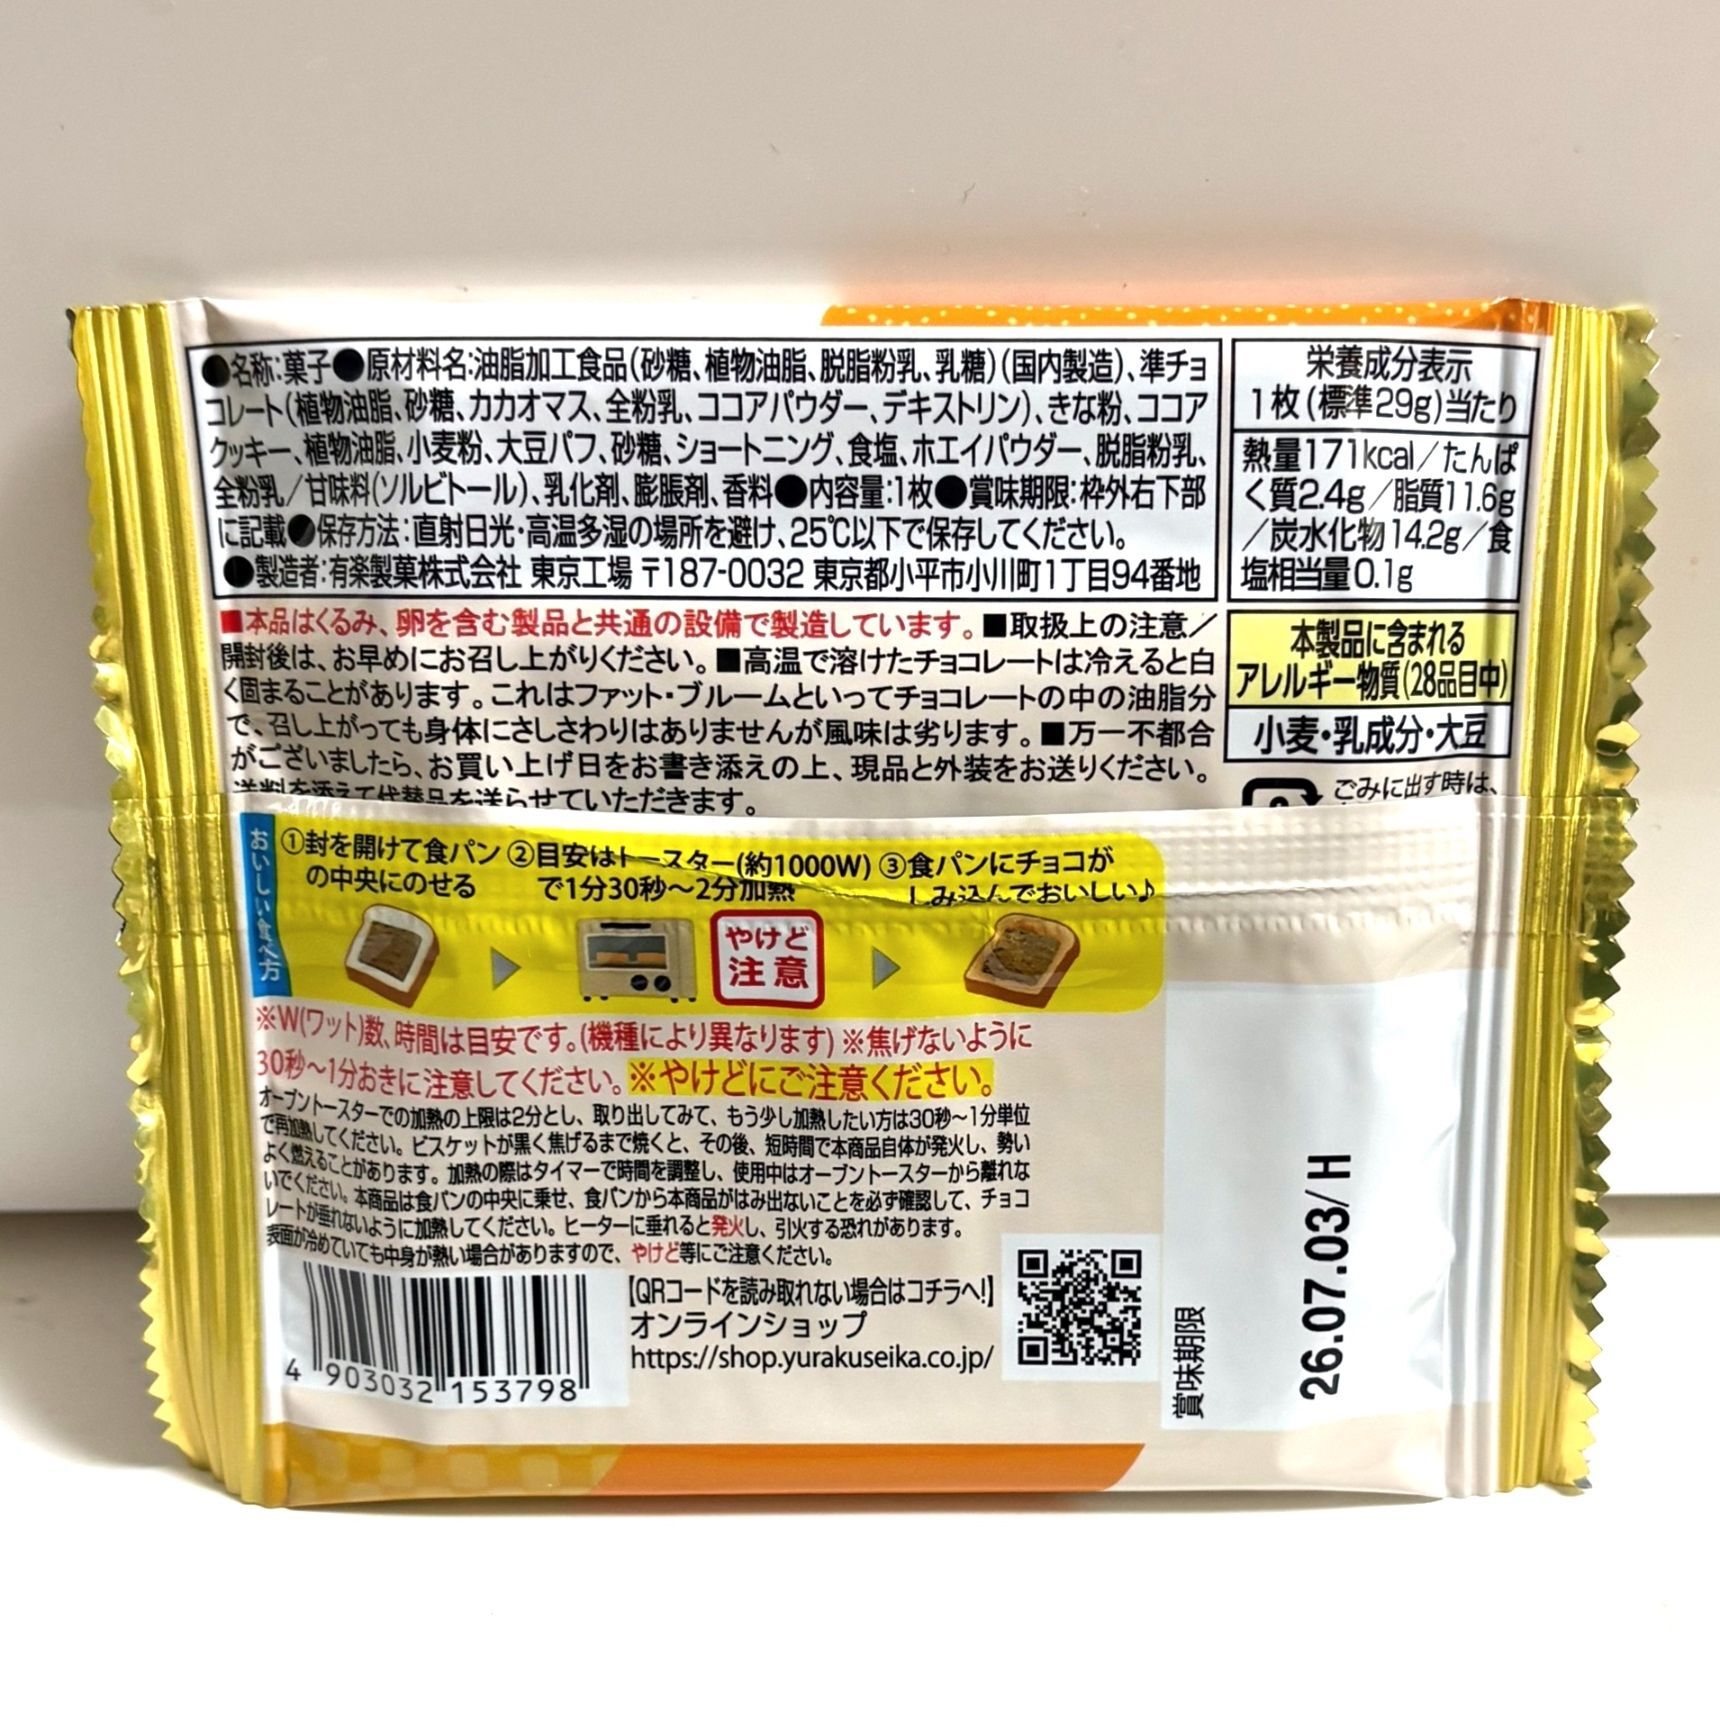 ●名称:菓子●原材料名:油脂加工食品(砂糖、植物油脂、脱脂粉乳、乳糖)(国内製造)、準チョ
コレート(植物油脂、砂糖、カカオマス、全粉乳、ココアパウダー、デキストリン)、きな粉、ココア
クッキー、植物油脂、小麦粉、大豆パフ、砂糖、ショートニング、食塩、ホエイパウダー、脱脂粉乳、
全粉乳/甘味料(ソルビトール)、乳化剤、膨脹剤、香料●内容量:1枚●賞味期限:枠外右下部
に記載●保存方法:直射日光・高温多湿の場所を避け、25℃以下で保存してください。
●製造者:有楽製菓株式会社 東京工場 〒187-0032 東京都小平市小川町1丁目94番地
栄養成分表示
1枚(標準29g)当たり
熱量171kcal/たんぱ
く質2.4g/脂質11.6g
/炭水化物14.2g/食
塩相当量0.1g
■本品はくるみ、卵を含む製品と共通の設備で製造しています。■取扱上の注意/
開封後は、お早めにお召し上がりください。■高温で溶けたチョコレートは冷えると白
く固まることがあります。これはファット・ブルームといってチョコレートの中の油脂分
で、召し上がっても身体にさしさわりはありませんが風味は劣ります。■万一不都合
がございましたら、お買い上げ日をお書き添えの上、現品と外装をお送りください。
送料を添えて代替品を送らせていただきます。
本製品に含まれる
アレルギー物質(28品目中)
小麦・乳成分・大豆
ごみに出す時は、
おいしい食べ方
①封を開けて食パン
の中央にのせる
②目安はトースター(約1000W)
で1分30秒～2分加熱
③食パンにチョコが
しみ込んでおいしい♪
やけど
注意
※W(ワット)数、時間は目安です。(機種により異なります)※焦げないように
30秒～1分おきに注意してください。※やけどにご注意ください。
オーブントースターでの加熱の上限は2分とし、取り出してみて、もう少し加熱したい方は30秒～1分単位
で再加熱してください。ビスケットが黒く焦げるまで焼くと、その後、短時間で本商品自体が発火し、勢い
よく燃えることがあります。加熱の際はタイマーで時間を調整し、使用中はオーブントースターから離れな
いでください。本商品は食パンの中央に乗せ、食パンから本商品がはみ出ないことを必ず確認して、チョコ
レートが垂れないように加熱してください。ヒーターに垂れると発火し、引火する恐れがあります。
表面が冷めていても中身が熱い場合がありますので、やけど等にご注意ください。
【QRコードを読み取れない場合はコチラへ!】
オンラインショップ
https://shop.yurakuseika.co.jp/
4 903032 153798
賞味期限
26.07.03/H